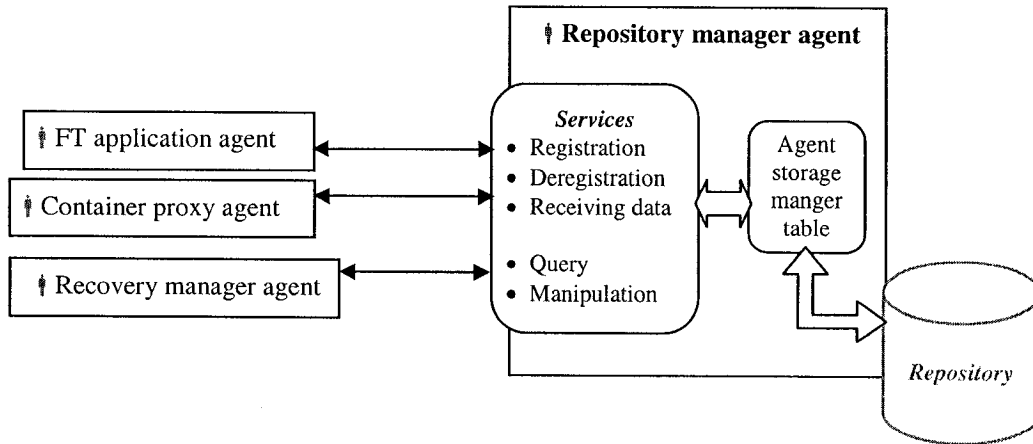 Repository manager agent
FT application agent
Container proxy agent
Recovery manager agent
Services
• Registration
• Deregistration
• Receiving data
• Query
• Manipulation
Agent
storage
manger
table
Repository